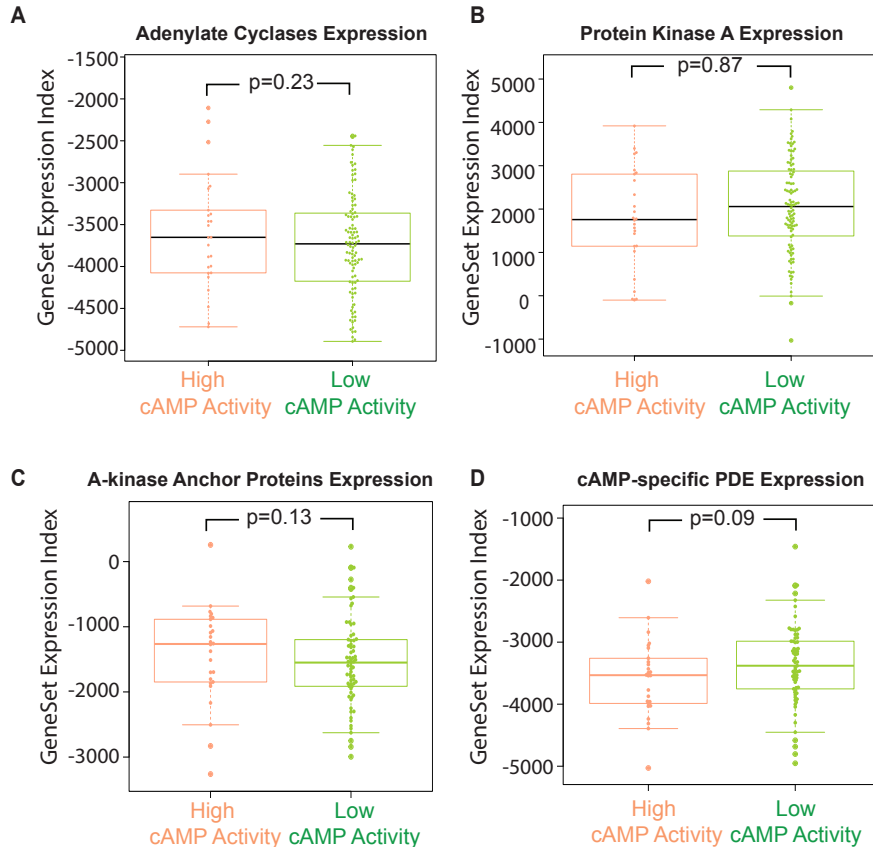 A
Adenylate Cyclases Expression
GeneSet Expression Index
-1500
-2000
-2500
-3500
-3500
-4000
-4500
-5000
p=0.23
High
cAMP Activity
Low
cAMP Activity
B
Protein Kinase A Expression
GeneSet Expression Index
5000
4000
3000
2000
1000
0
-1000
p=0.87
High
cAMP Activity
Low
cAMP Activity
C
A-kinase Anchor Proteins Expression
GeneSet Expression Index
0
-1000
-2000
-3000
p=0.13
High
cAMP Activity
Low
cAMP Activity
D
cAMP-specific PDE Expression
GeneSet Expression Index
-1000
-2000
-3000
-4000
-5000
p=0.09
High
cAMP Activity
Low
cAMP Activity